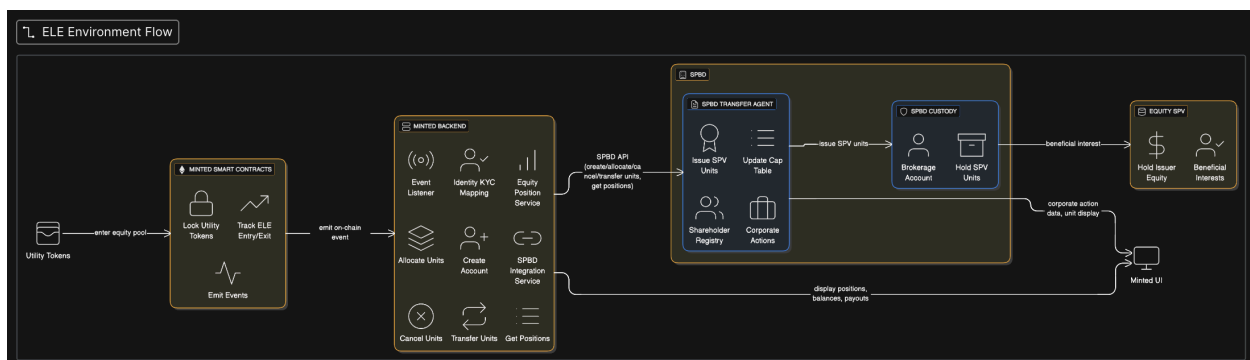 ELE Environment Flow
Utility Tokens
enter equity pool
MINTED SMART CONTRACTS
Lock Utility
Tokens
Track ELE
Entry/Exit
Emit Events
emit on-chain
event
MINTED BACKEND
Event
Listener
Identity KYC
Mapping
Equity
Position
Service
Allocate Units
Create
Account
SPBD
Integration
Service
Cancel Units
Transfer Units
Get Positions
SPBD API
(create/allocate/ca
ncel/transfer units,
get positions)
SPBD
SPBD TRANSFER AGENT
Issue SPV
Units
Update Cap
Table
Shareholder
Registry
Corporate
Actions
issue SPV units
SPBD CUSTODY
Brokerage
Account
Hold SPV
Units
beneficial interest
EQUITY SPV
Hold Issuer
Equity
Beneficial
Interests
corporate action
data, unit display
display positions,
balances, payouts
Minted UI